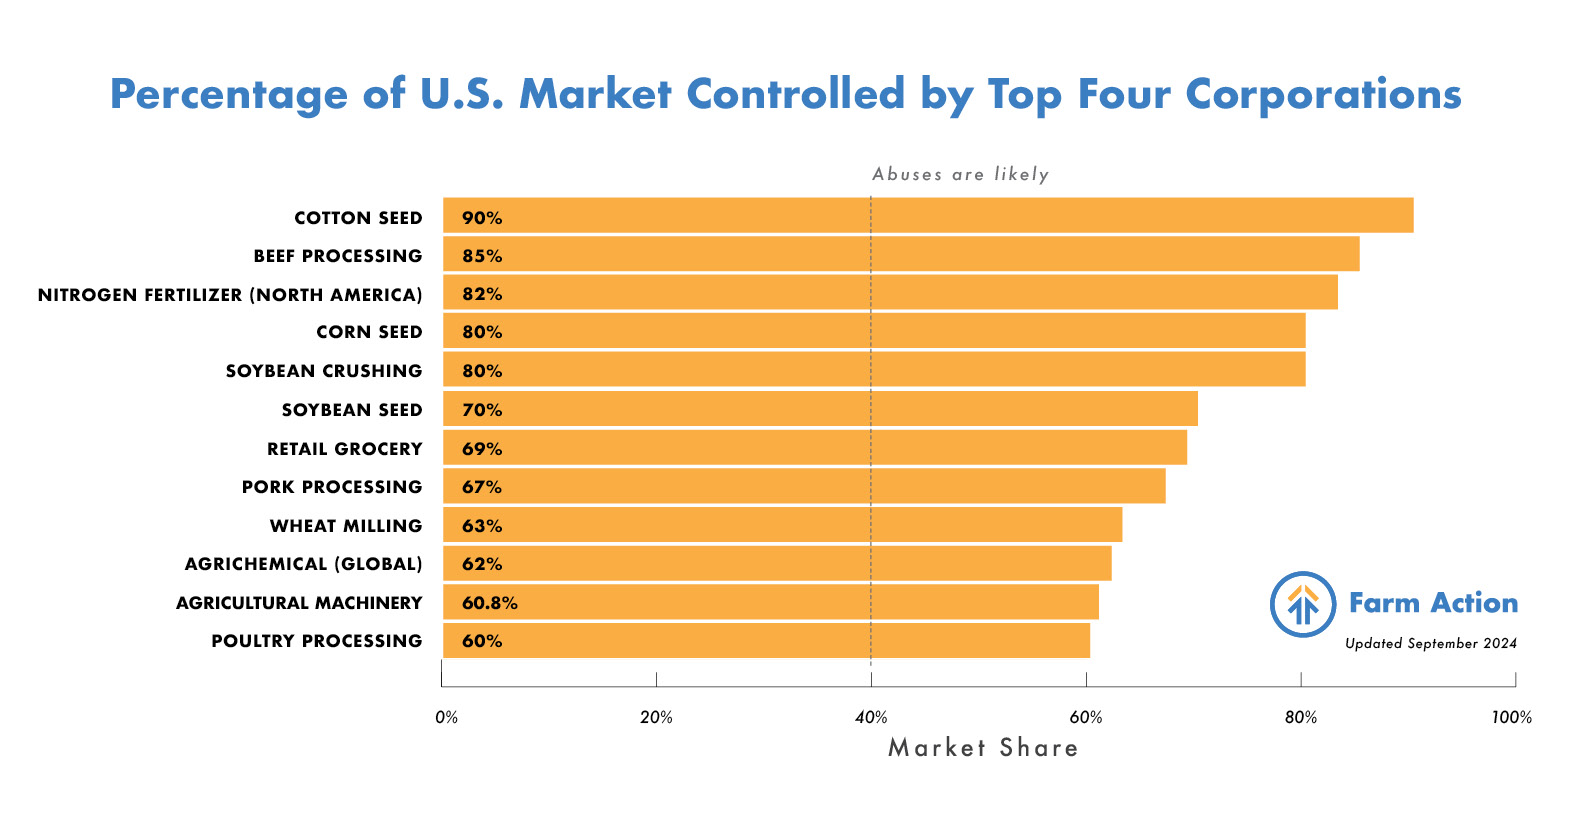 Percentage of U.S. Market Controlled by Top Four Corporations
Abuses are likely
COTTON SEED 90%
BEEF PROCESSING 85%
NITROGEN FERTILIZER (NORTH AMERICA) 82%
CORN SEED 80%
SOYBEAN CRUSHING 80%
SOYBEAN SEED 70%
RETAIL GROCERY 69%
PORK PROCESSING 67%
WHEAT MILLING 63%
AGRICHEMICAL (GLOBAL) 62%
AGRICULTURAL MACHINERY 60.8%
POULTRY PROCESSING 60%
Farm Action
Updated September 2024
0% 20% 40% 60% 80% 100%
Market Share